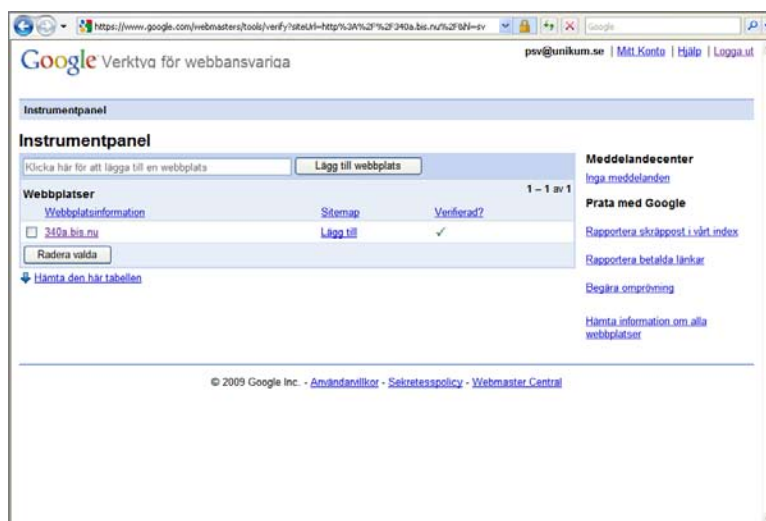 https://www.google.com/webmasters/tools/verify?siteUrl=http%3A%2F%2F340a.bis.nu%2F&hl=sv
Google
Google Verktyg för webbansvariga
psv@unikum.se | Mitt Konto | Hjälp | Logga ut
Instrumentpanel
Instrumentpanel
Klicka här för att lägga till en webbplats
Lägg till webbplats
Webbplatser
1 – 1 av 1
Webbplatsinformation Sitemap Verifierad?
340a.bis.nu Lägg till ✓
Radera valda
Hämta den här tabellen
Meddelandecenter
Inga meddelanden
Prata med Google
Rapportera skräppost i vårt index
Rapportera betalda länkar
Begära omprövning
Hämta information om alla
webbplatser
© 2009 Google Inc. - Användarvillkor - Sekretesspolicy - Webmaster Central